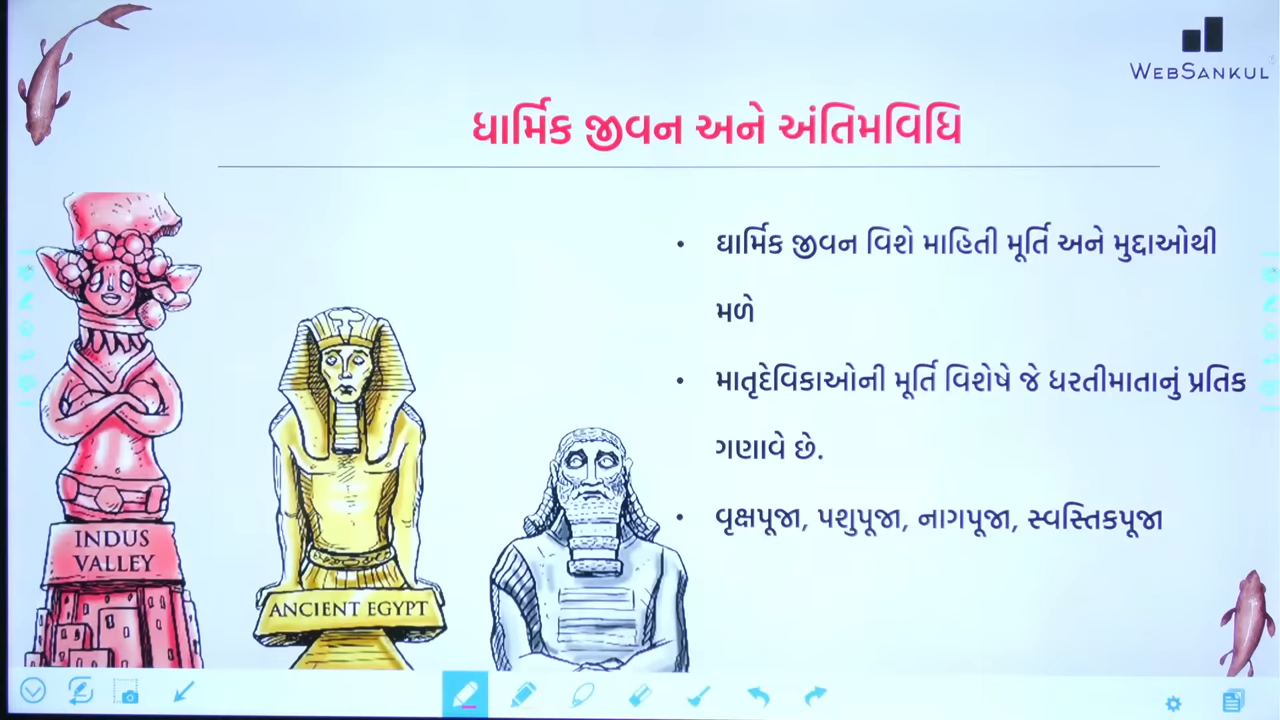 WEBSANKUL
ધાર્મિક જીવન અને અંતિમવિધિ
• ધાર્મિક જીવન વિશે માહિતી મૂર્તિ અને મુદ્દાઓથી
મળે
• માતૃદેવિકાઓની મૂર્તિ વિશેષે જે ધરતીમાતાનું પ્રતિક
ગણાવે છે.
• વૃક્ષપૂજા, પશુપૂજા, નાગપૂજા, સ્વસ્તિકપૂજા
INDUS
VALLEY
ANCIENT EGYPT